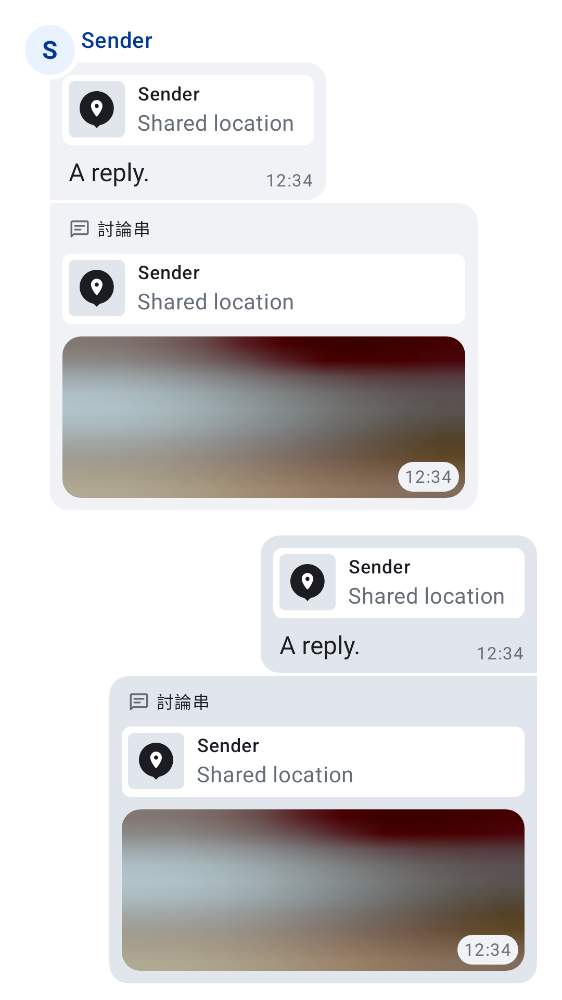 S
Sender
Sender
Shared location
A reply.
12:34
討論串
Sender
Shared location
12:34
Sender
Shared location
A reply.
12:34
討論串
Sender
Shared location
12:34